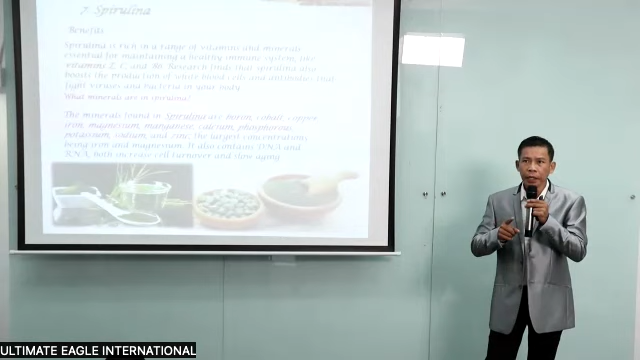 7 Spirulina
Benefits
Spirulina is rich in a range of vitamins and minerals
essential for maintaining a healthy immune system, like
vitamins E, C, and B6. Research finds that spirulina also
boosts the production of white blood cells and antibodies that
fight viruses and bacteria in your body.
What minerals are in spirulina?
The minerals found in Spirulina are boron, cobalt, copper,
iron, magnesium, manganese, calcium, phosphorous,
potassium, sodium, and zinc, the largest concentrations
being iron and magnesium. It also contains DNA and
RNA, both increase cell turnover and slow aging
ULTIMATE EAGLE INTERNATIONAL